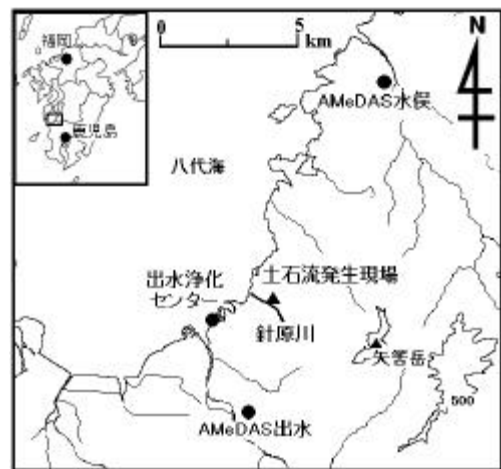 福岡
鹿児島
0 5
km
N
AMeDAS水俣
八代海
土石流発生現場
出水浄化
センター
針原川
矢筈岳
500
AMeDAS出水